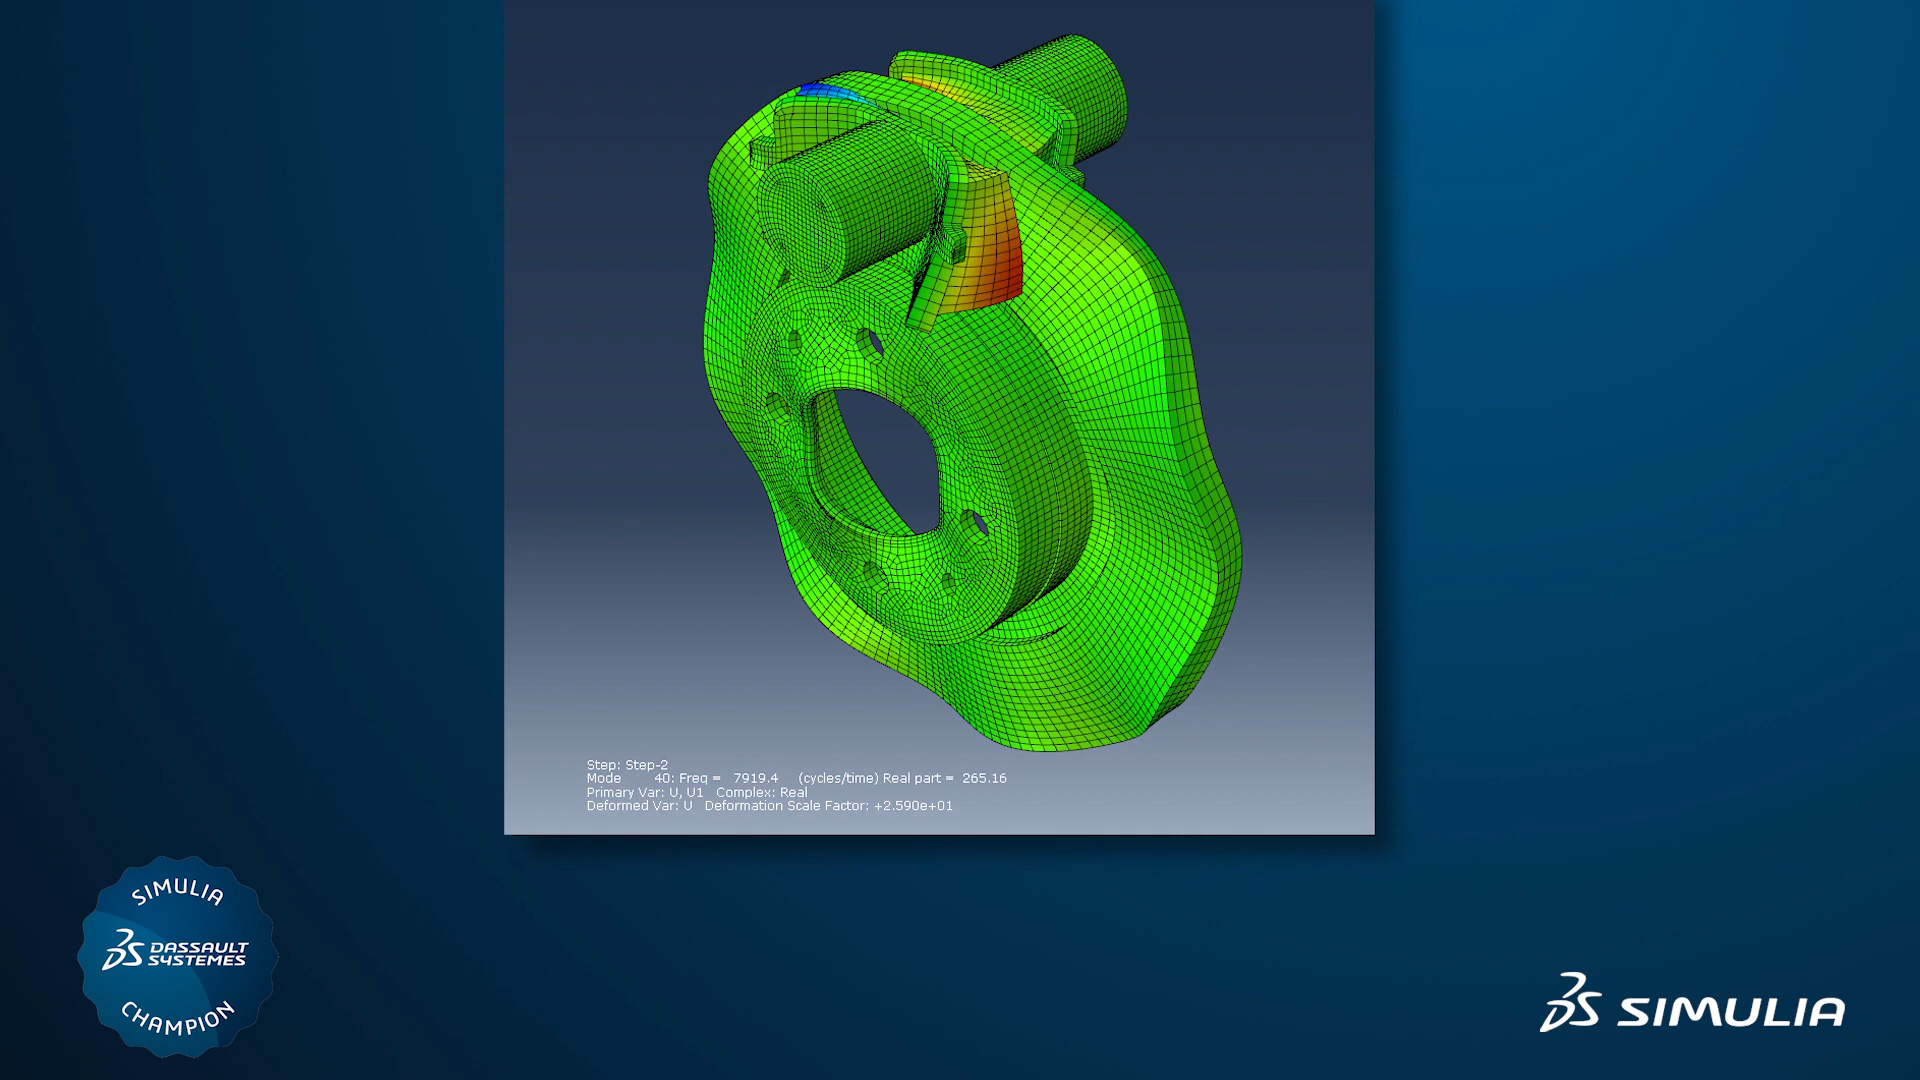 Step: Step-2
Mode 40: Freq = 7919.4 (cycles/time) Real part = 265.16
Primary Var: U, U1 Complex: Real
Deformed Var: U Deformation Scale Factor: +2.590e+01
SIMULIA
DASSAULT
SYSTEMES
CHAMPION
SIMULIA